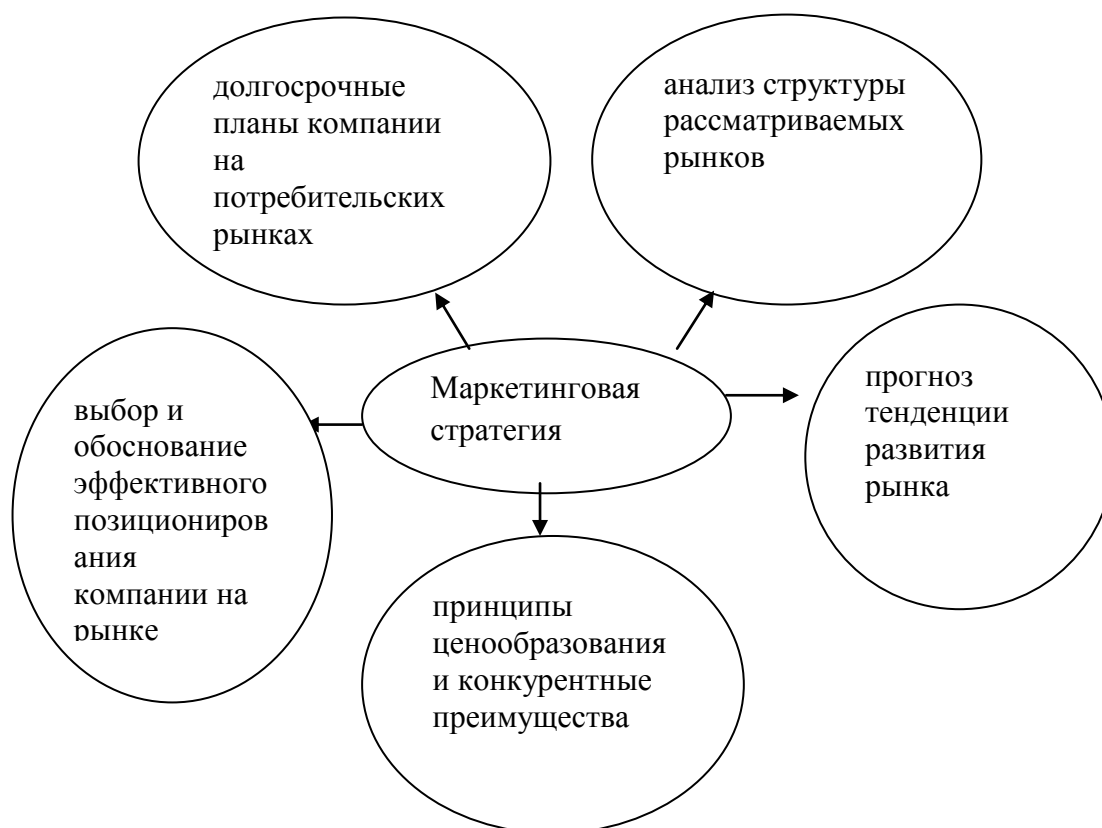 долгосрочные
планы компании
на
потребительских
рынках
анализ структуры
рассматриваемых
рынков
Маркетинговая
стратегия
прогноз
тенденции
развития
рынка
выбор и
обоснование
эффективного
позициониров
ания
компании на
рынке
принципы
ценообразования
и конкурентные
преимущества